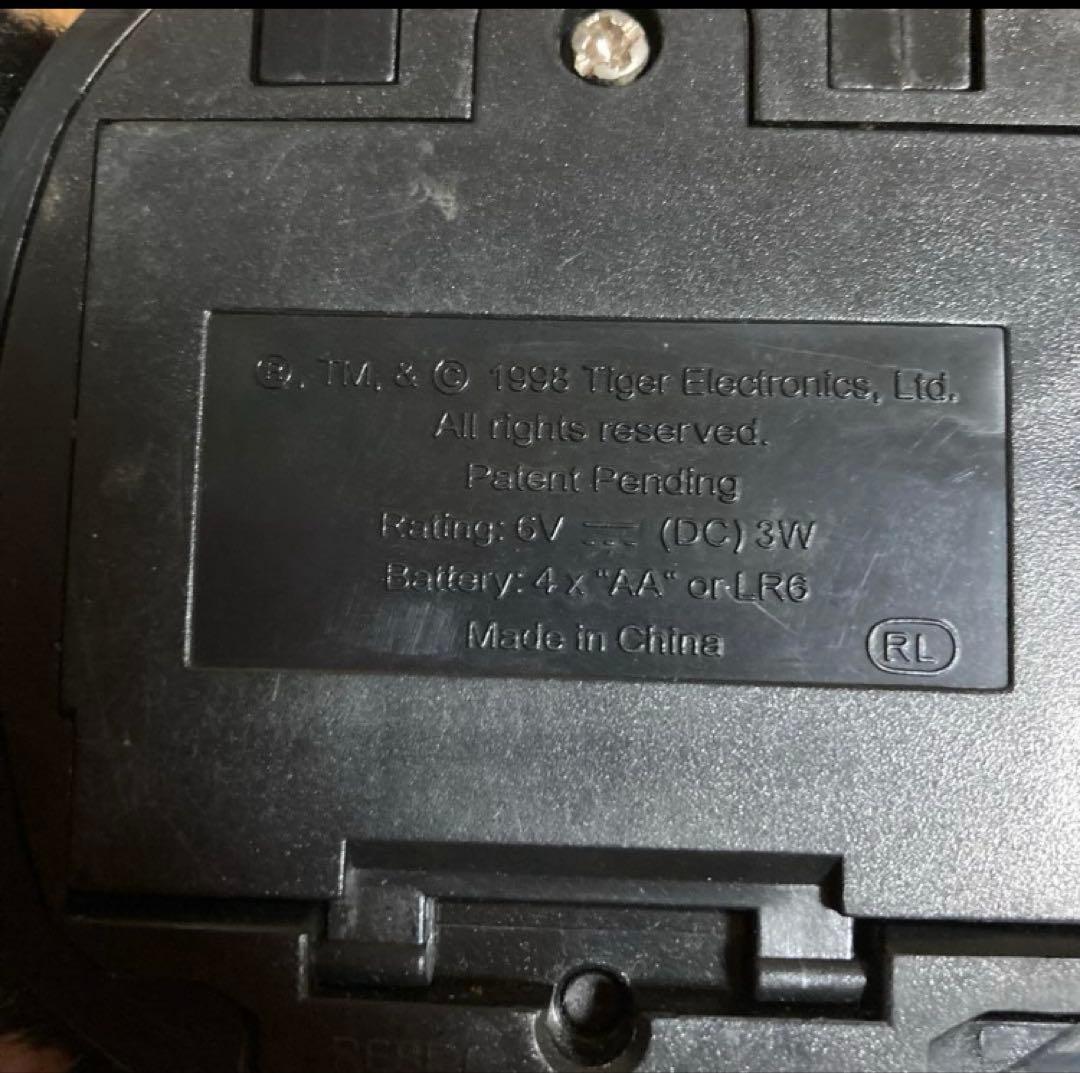 ®, TM, & © 1998 Tiger Electronics, Ltd.
All rights reserved.
Patent Pending
Rating: 6V ⎓ (DC) 3W
Battery: 4 x "AA" or LR6
Made in China
RL